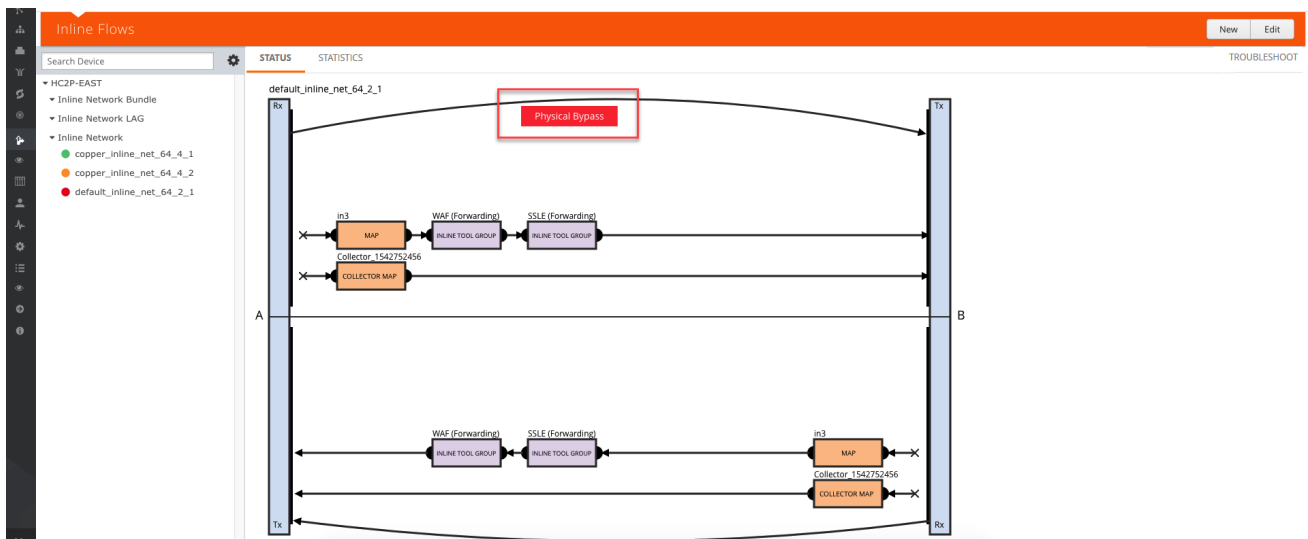 Inline Flows
New
Edit
Search Device
STATUS
STATISTICS
TROUBLESHOOT
HC2P-EAST
Inline Network Bundle
Inline Network LAG
Inline Network
copper_inline_net_64_4_1
copper_inline_net_64_4_2
default_inline_net_64_2_1
default_inline_net_64_2_1
Rx
Physical Bypass
Tx
in3
WAF (Forwarding)
SSLE (Forwarding)
MAP
INLINE TOOL GROUP
INLINE TOOL GROUP
Collector_1542752456
COLLECTOR MAP
A
B
WAF (Forwarding)
SSLE (Forwarding)
in3
INLINE TOOL GROUP
INLINE TOOL GROUP
MAP
Collector_1542752456
COLLECTOR MAP
Tx
Rx